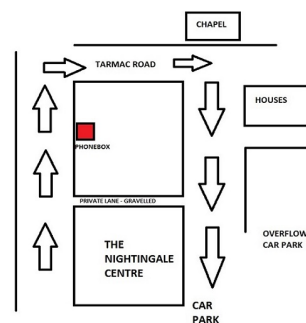 CHAPEL
TARMAC ROAD
HOUSES
PHONEBOX
PRIVATE LANE - GRAVELLED
OVERFLOW
CAR PARK
THE
NIGHTINGALE
CENTRE
CAR
PARK